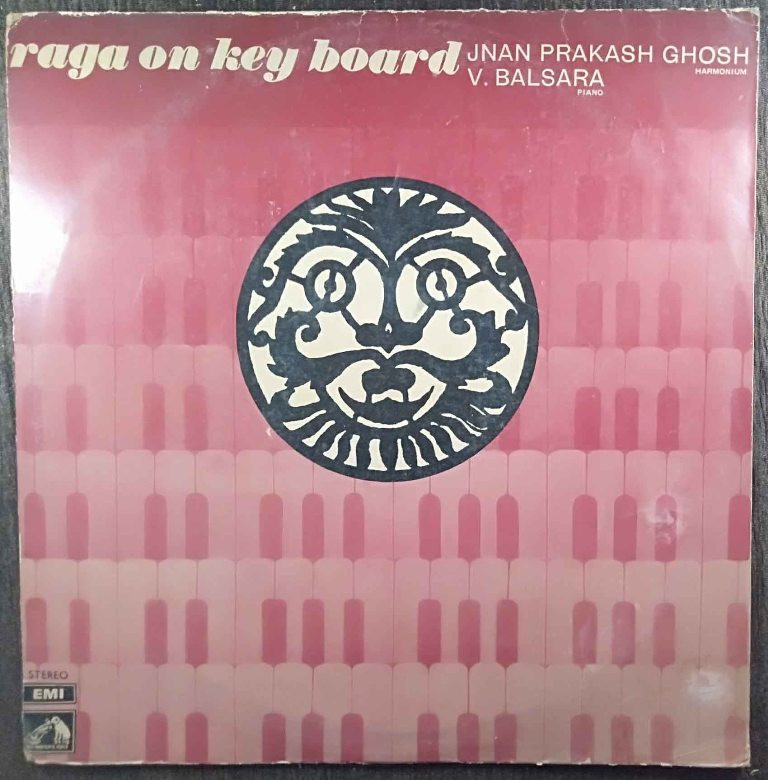 raga on key board
JNAN PRAKASH GHOSH
HARMONIUM
V. BALSARA
PIANO
STEREO
EMI